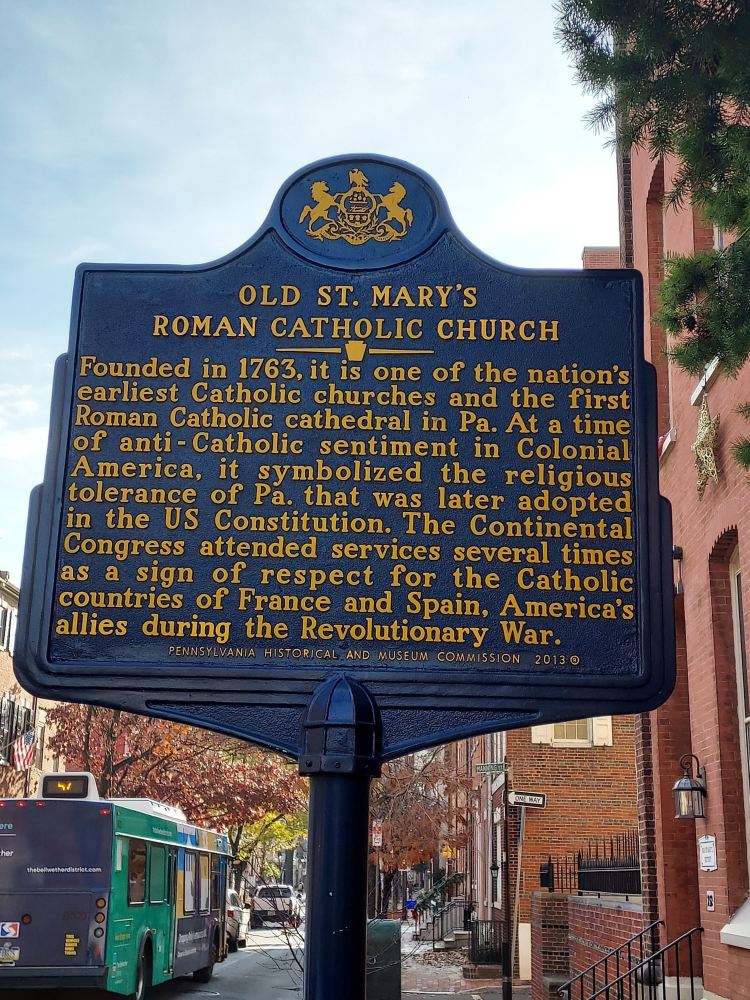 OLD ST. MARY'S
ROMAN CATHOLIC CHURCH
Founded in 1763, it is one of the nation's
earliest Catholic churches and the first
Roman Catholic cathedral in Pa. At a time
of anti-Catholic sentiment in Colonial
America, it symbolized the religious
tolerance of Pa. that was later adopted
in the US Constitution. The Continental
Congress attended services several times
as a sign of respect for the Catholic
countries of France and Spain, America's
allies during the Revolutionary War.
PENNSYLVANIA HISTORICAL AND MUSEUM COMMISSION 2013®
47
thebellwetherdistrict.com
ONE WAY